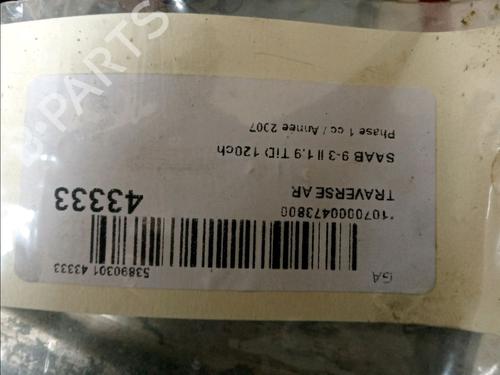 53890301 43333
*1070000473800
TRAVERSE AR
43333
SAAB 9-3 II 1.9 TiD 120ch
Phase 1 cc / Annee 2007
GA
B-PARTS